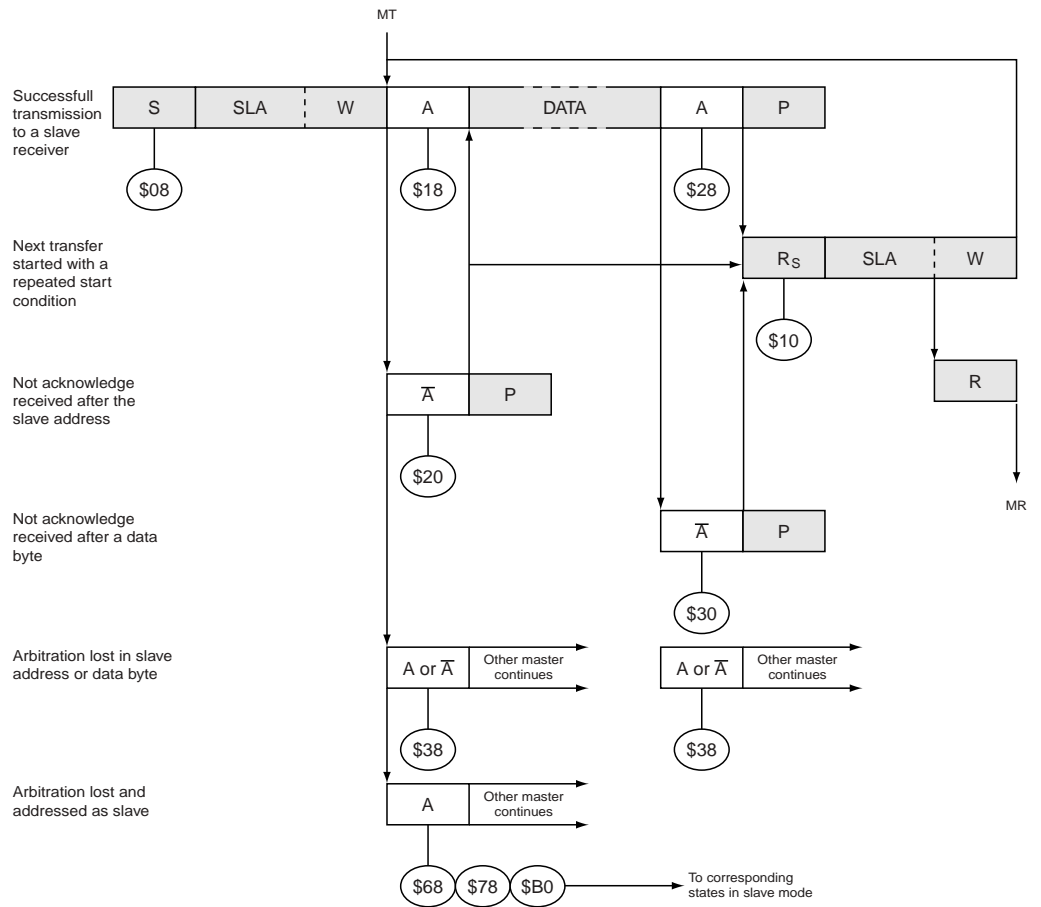 MT
Successfull
transmission
to a slave
receiver
S SLA W A DATA A P
$08 $18 $28
Next transfer
started with a
repeated start
condition
RS SLA W
$10
Not acknowledge
received after the
slave address
A̅ P
R
$20
MR
Not acknowledge
received after a data
byte
A̅ P
$30
Arbitration lost in slave
address or data byte
A or A̅
Other master
continues
A or A̅
Other master
continues
$38 $38
Arbitration lost and
addressed as slave
A
Other master
continues
$68 $78 $B0
To corresponding
states in slave mode